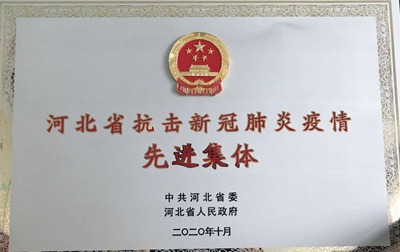 河北省抗击新冠肺炎疫情
先进集体
中共河北省委
河北省人民政府
二〇二〇年十月